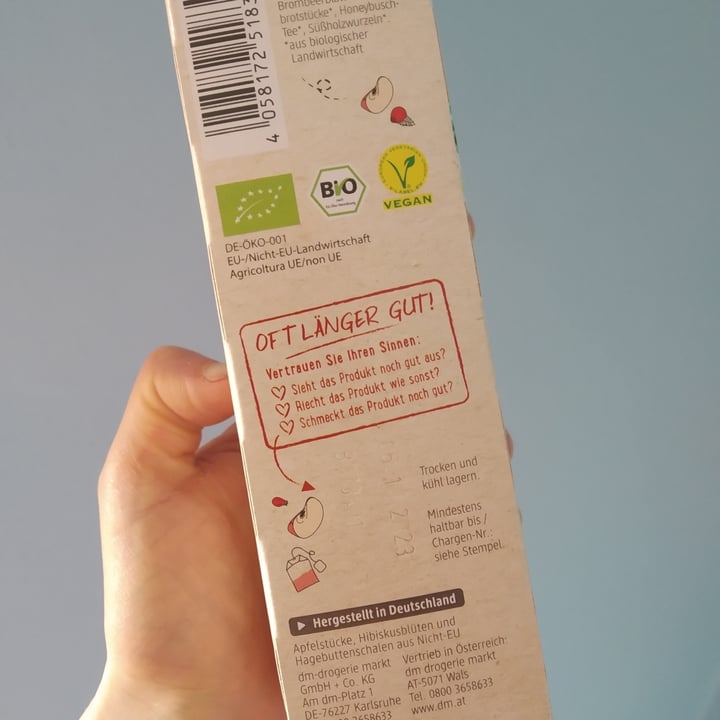 brotstücke*, Honeybusch-
Tee*, Süßholzwurzeln*.
*aus biologischer
Landwirtschaft
4 058172 5183
BiO
VEGAN
DE-ÖKO-001
EU-/Nicht-EU-Landwirtschaft
Agricoltura UE/non UE
OFT LÄNGER GUT!
Vertrauen Sie Ihren Sinnen:
Sieht das Produkt noch gut aus?
Riecht das Produkt wie sonst?
Schmeckt das Produkt noch gut?
Trocken und
kühl lagern.
Mindestens
haltbar bis /
Chargen-Nr.:
siehe Stempel.
Hergestellt in Deutschland
Apfelstücke, Hibiskusblüten und
Hagebuttenschalen aus Nicht-EU
dm-drogerie markt
GmbH + Co. KG
Am dm-Platz 1
DE-76227 Karlsruhe
3658633
Vertrieb in Österreich:
dm drogerie markt
AT-5071 Wals
Tel. 0800 3658633
www.dm.at